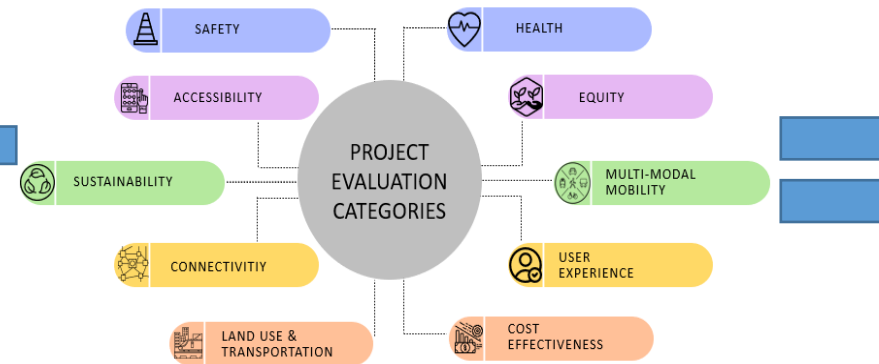 SAFETY
HEALTH
ACCESSIBILITY
EQUITY
PROJECT
EVALUATION
CATEGORIES
SUSTAINABILITY
MULTI-MODAL
MOBILITY
CONNECTIVITIY
USER
EXPERIENCE
LAND USE &
TRANSPORTATION
COST
EFFECTIVENESS